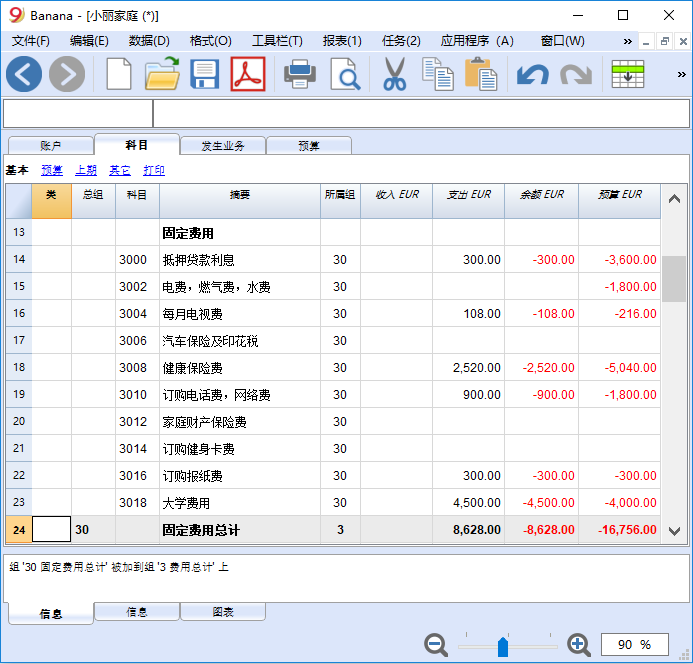 Banana - [小丽家庭 (*)]
文件(F) 编辑(E) 数据(D) 格式(O) 工具栏(T) 报表(1) 任务(2) 应用程序 (A) 窗口(W) »
»
账户 科目 发生业务 预算
基本 预算 上期 其它 打印
类 总组 科目 摘要 所属组 收入 EUR 支出 EUR 余额 EUR 预算 EUR
13 固定费用
14 3000 抵押贷款利息 30 300.00 -300.00 -3,600.00
15 3002 电费，燃气费，水费 30 -1,800.00
16 3004 每月电视费 30 108.00 -108.00 -216.00
17 3006 汽车保险及印花税 30
18 3008 健康保险费 30 2,520.00 -2,520.00 -5,040.00
19 3010 订购电话费，网络费 30 900.00 -900.00 -1,800.00
20 3012 家庭财产保险费 30
21 3014 订购健身卡费 30
22 3016 订购报纸费 30 300.00 -300.00 -300.00
23 3018 大学费用 30 4,500.00 -4,500.00 -4,000.00
24 30 固定费用总计 3 8,628.00 -8,628.00 -16,756.00
组 '30 固定费用总计' 被加到组 '3 费用总计' 上
信息 信息 图表
90 %